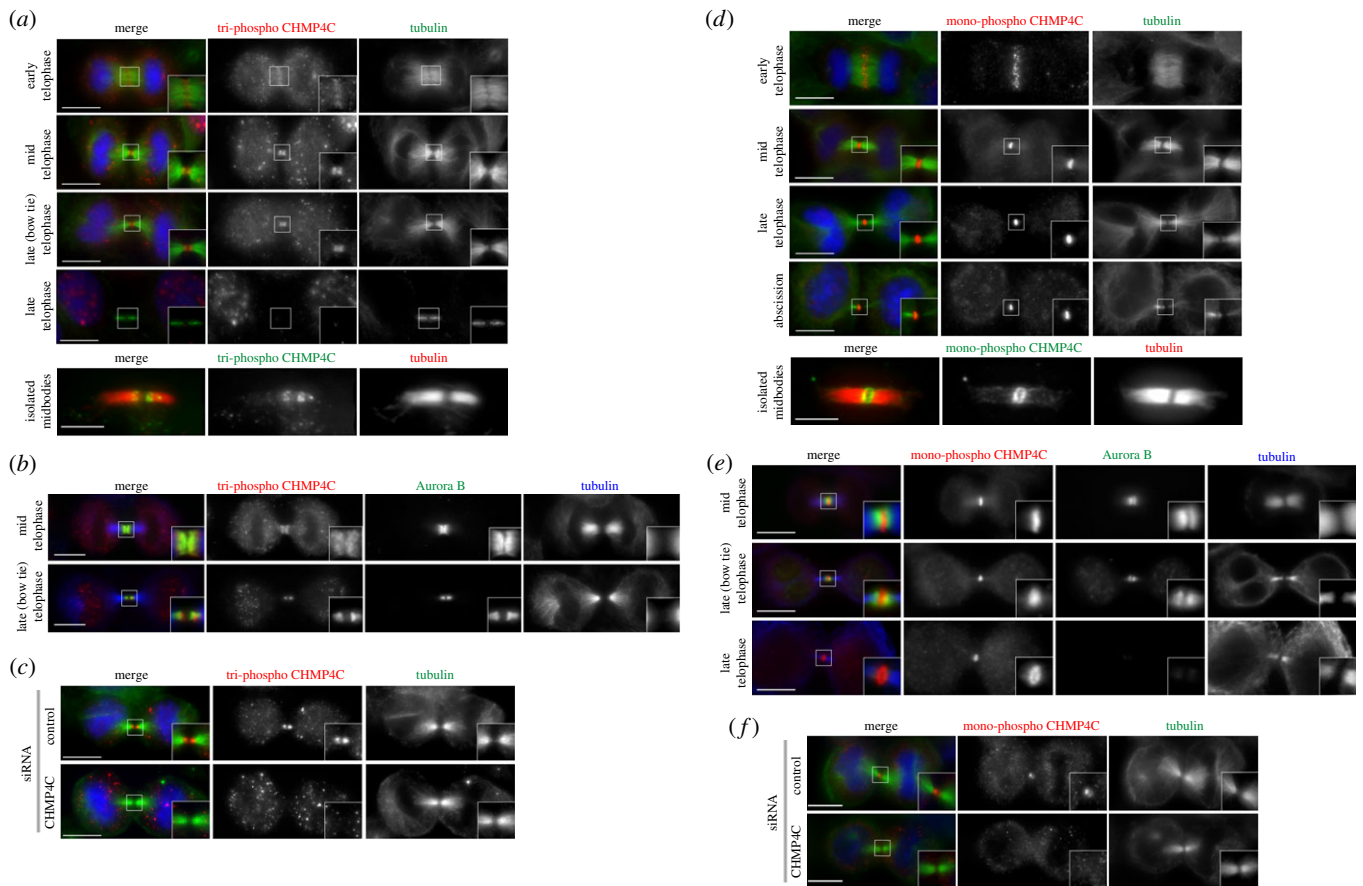 (a)
merge tri-phospho CHMP4C tubulin
early telophase
mid telophase
late (bow tie) telophase
late telophase
merge tri-phospho CHMP4C tubulin
isolated midbodies
(b)
merge tri-phospho CHMP4C Aurora B tubulin
mid telophase
late (bow tie) telophase
(c)
merge tri-phospho CHMP4C tubulin
siRNA
control
CHMP4C
(d)
merge mono-phospho CHMP4C tubulin
early telophase
mid telophase
late telophase
abscission
merge mono-phospho CHMP4C tubulin
isolated midbodies
(e)
merge mono-phospho CHMP4C Aurora B tubulin
mid telophase
late (bow tie) telophase
late telophase
(f)
merge mono-phospho CHMP4C tubulin
siRNA
control
CHMP4C